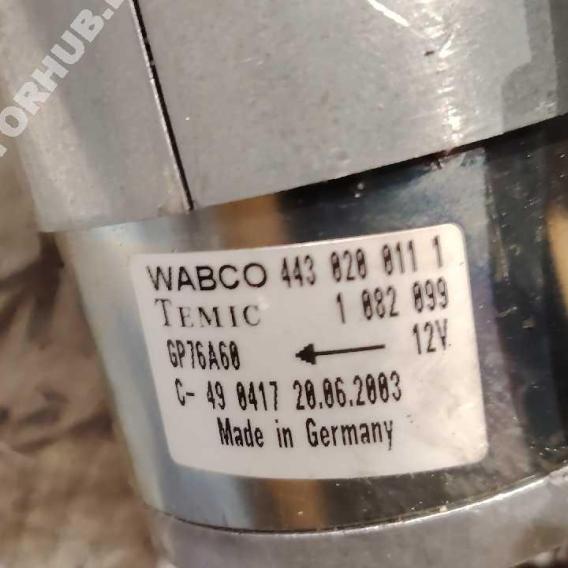 TORHUB.
WABCO 443 020 011 1
TEMIC 1 082 099
GP76A60 12V
C- 49 0417 20.06.2003
Made in Germany